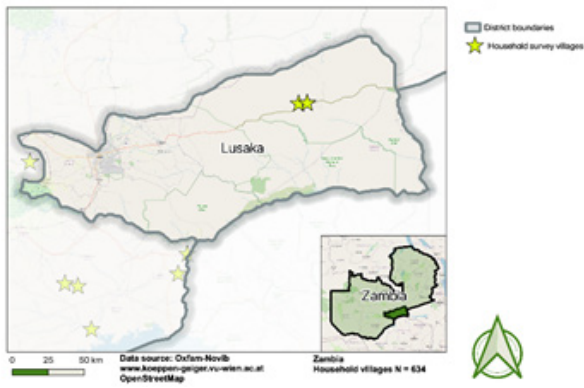 District boundaries
Household survey villages
Lusaka
Zambia
0 25 50 km
Data source: Oxfam-Novib
www.koeppen-geiger.vu-wien.ac.at
OpenStreetMap
Zambia
Household villages N = 634